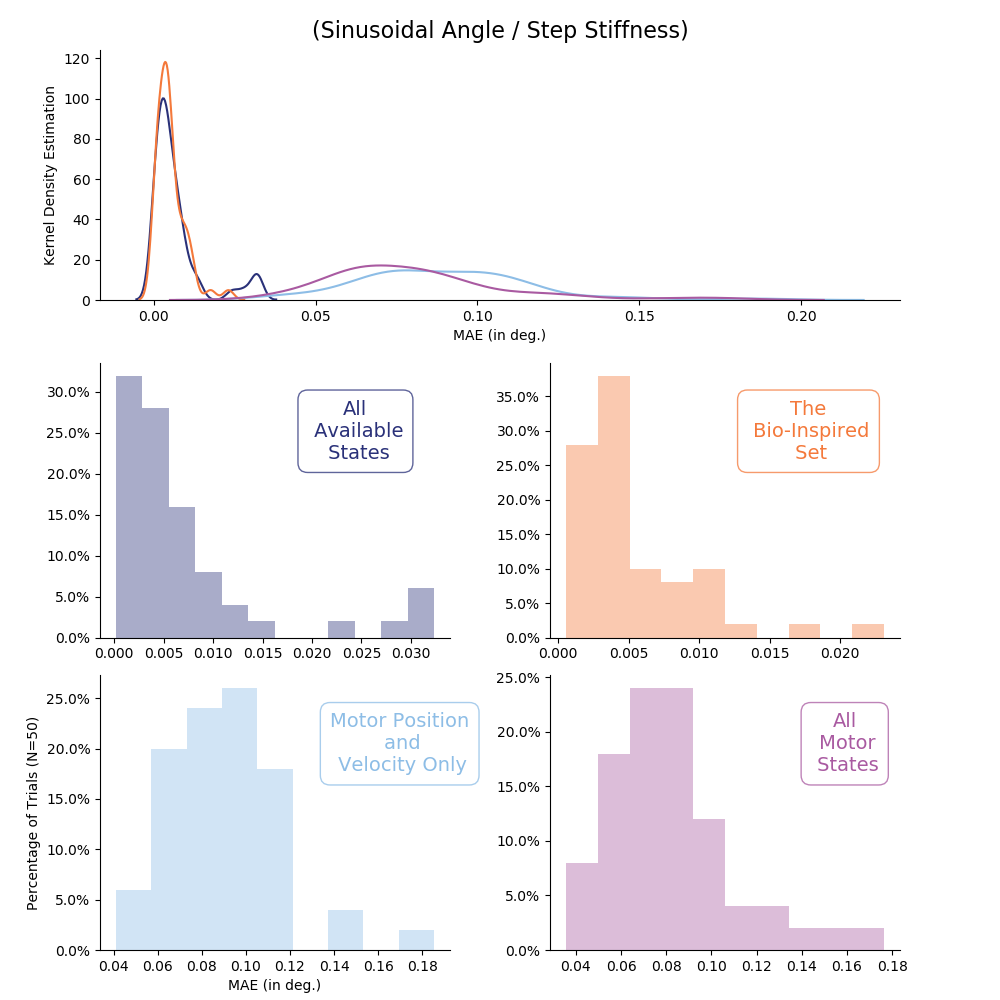 (Sinusoidal Angle / Step Stiffness)
120
100
80
60
40
20
0
Kernel Density Estimation
0.00 0.05 0.10 0.15 0.20
MAE (in deg.)
30.0%
25.0%
20.0%
15.0%
10.0%
5.0%
0.0%
All
Available
States
0.000 0.005 0.010 0.015 0.020 0.025 0.030
35.0%
30.0%
25.0%
20.0%
15.0%
10.0%
5.0%
0.0%
The
Bio-Inspired
Set
0.000 0.005 0.010 0.015 0.020
Percentage of Trials (N=50)
25.0%
20.0%
15.0%
10.0%
5.0%
0.0%
Motor Position
and
Velocity Only
0.04 0.06 0.08 0.10 0.12 0.14 0.16 0.18
MAE (in deg.)
25.0%
20.0%
15.0%
10.0%
5.0%
0.0%
All
Motor
States
0.04 0.06 0.08 0.10 0.12 0.14 0.16 0.18